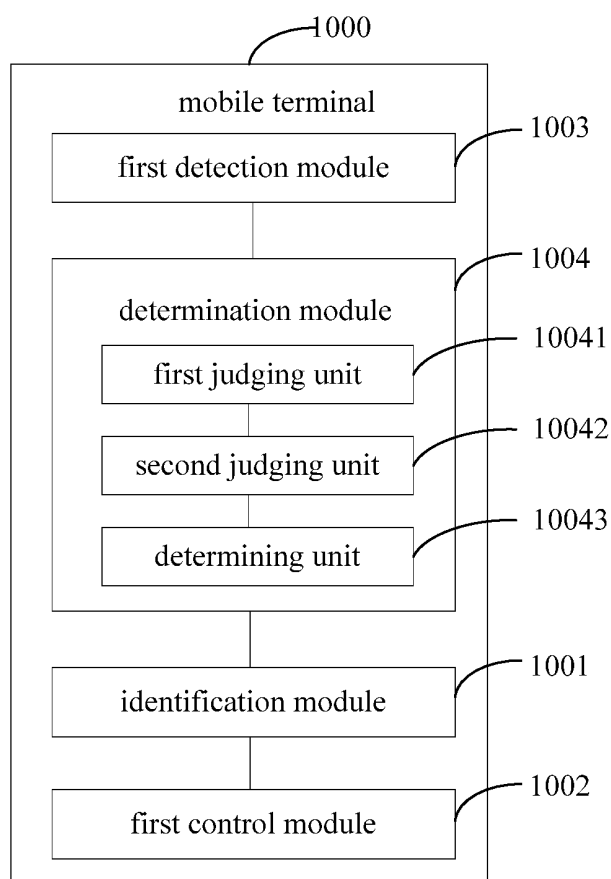 1000
mobile terminal
1003
first detection module
1004
determination module
10041
first judging unit
10042
second judging unit
10043
determining unit
1001
identification module
1002
first control module